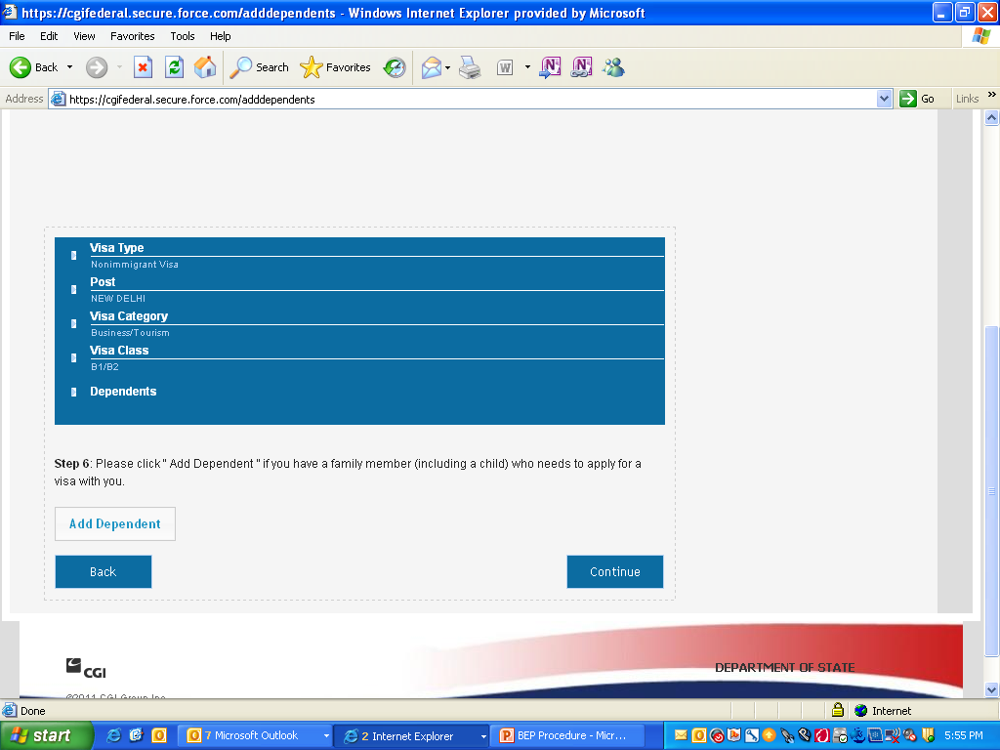 https://cgifederal.secure.force.com/adddependents - Windows Internet Explorer provided by Microsoft
File Edit View Favorites Tools Help
Back Search Favorites
Address https://cgifederal.secure.force.com/adddependents Go Links »
Visa Type
Nonimmigrant Visa
Post
NEW DELHI
Visa Category
Business/Tourism
Visa Class
B1/B2
Dependents
Step 6: Please click " Add Dependent " if you have a family member (including a child) who needs to apply for a
visa with you.
Add Dependent
Back Continue
CGI
DEPARTMENT OF STATE
©2011 CGI Group Inc.
Done Internet
start 7 Microsoft Outlook 2 Internet Explorer BEP Procedure - Micr... 5:55 PM